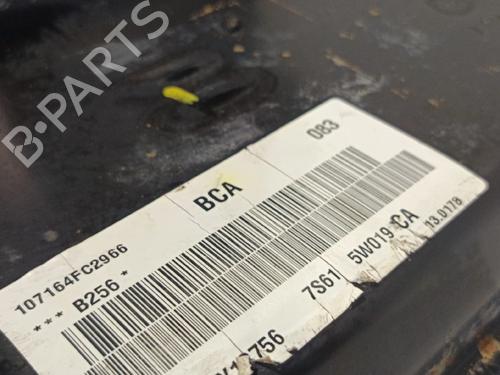 B-PARTS
107164FC2966
BCA
083
*** B256 *
756
7S61
5W019 CA
13.0178